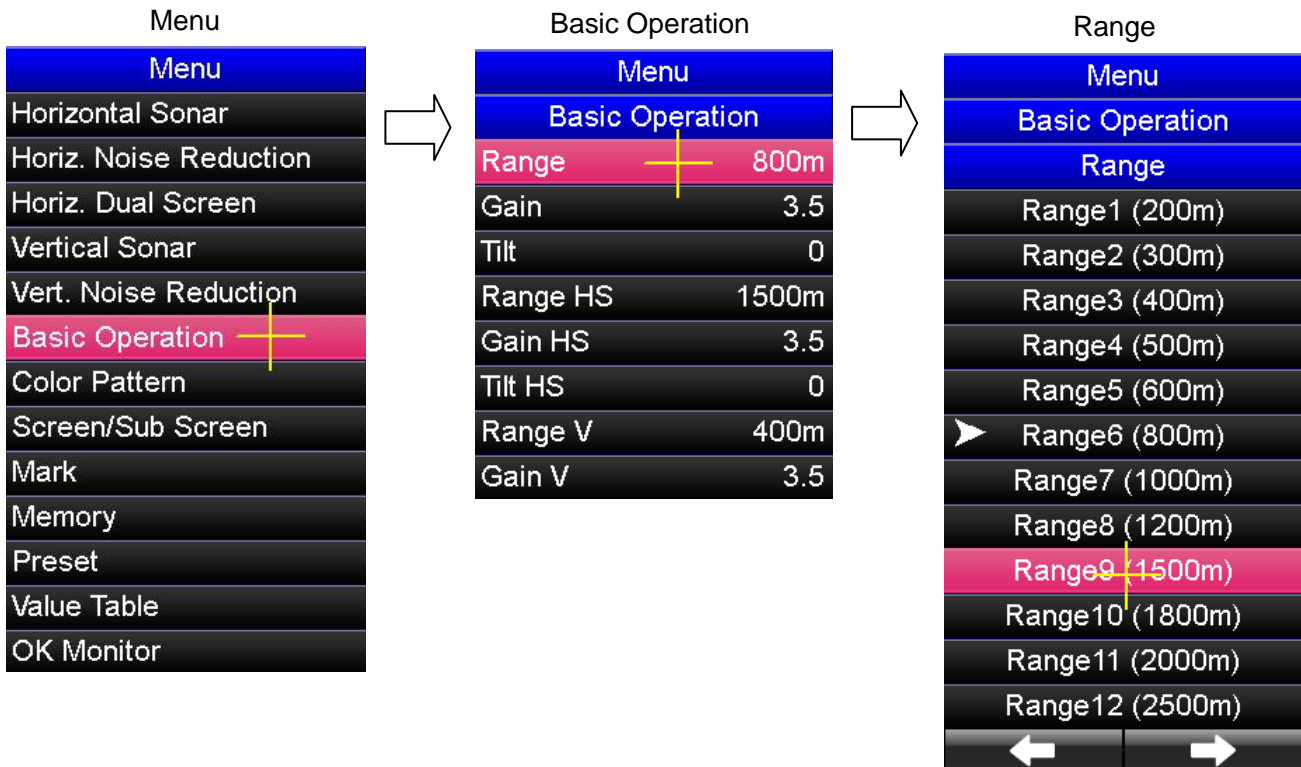 Menu
Menu
Horizontal Sonar
Horiz. Noise Reduction
Horiz. Dual Screen
Vertical Sonar
Vert. Noise Reduction
Basic Operation
Color Pattern
Screen/Sub Screen
Mark
Memory
Preset
Value Table
OK Monitor
Basic Operation
Menu
Basic Operation
Range 800m
Gain 3.5
Tilt 0
Range HS 1500m
Gain HS 3.5
Tilt HS 0
Range V 400m
Gain V 3.5
Range
Menu
Basic Operation
Range
Range1 (200m)
Range2 (300m)
Range3 (400m)
Range4 (500m)
Range5 (600m)
Range6 (800m)
Range7 (1000m)
Range8 (1200m)
Range9 (1500m)
Range10 (1800m)
Range11 (2000m)
Range12 (2500m)